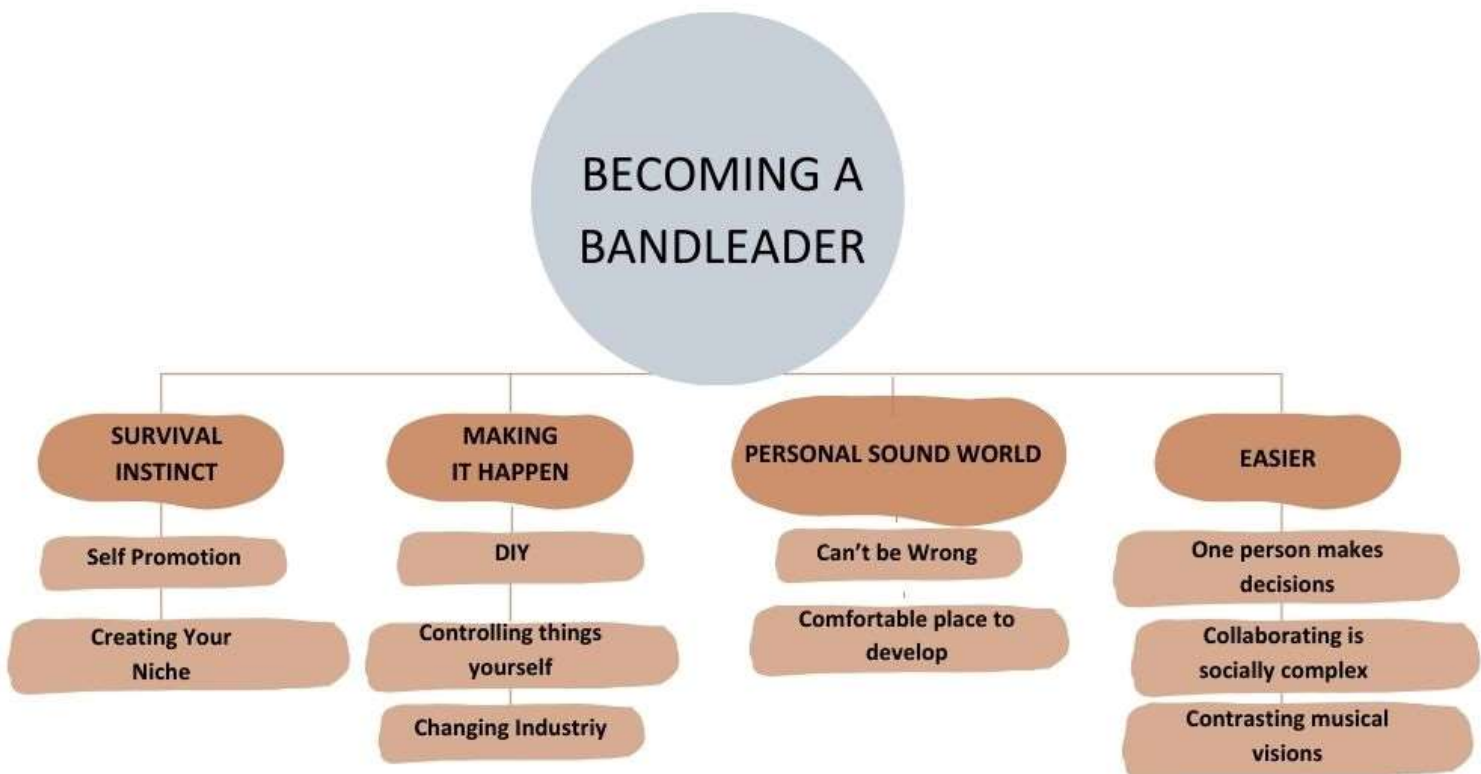 BECOMING A
BANDLEADER
SURVIVAL
INSTINCT
Self Promotion
Creating Your
Niche
MAKING
IT HAPPEN
DIY
Controlling things
yourself
Changing Industriy
PERSONAL SOUND WORLD
Can't be Wrong
Comfortable place to
develop
EASIER
One person makes
decisions
Collaborating is
socially complex
Contrasting musical
visions